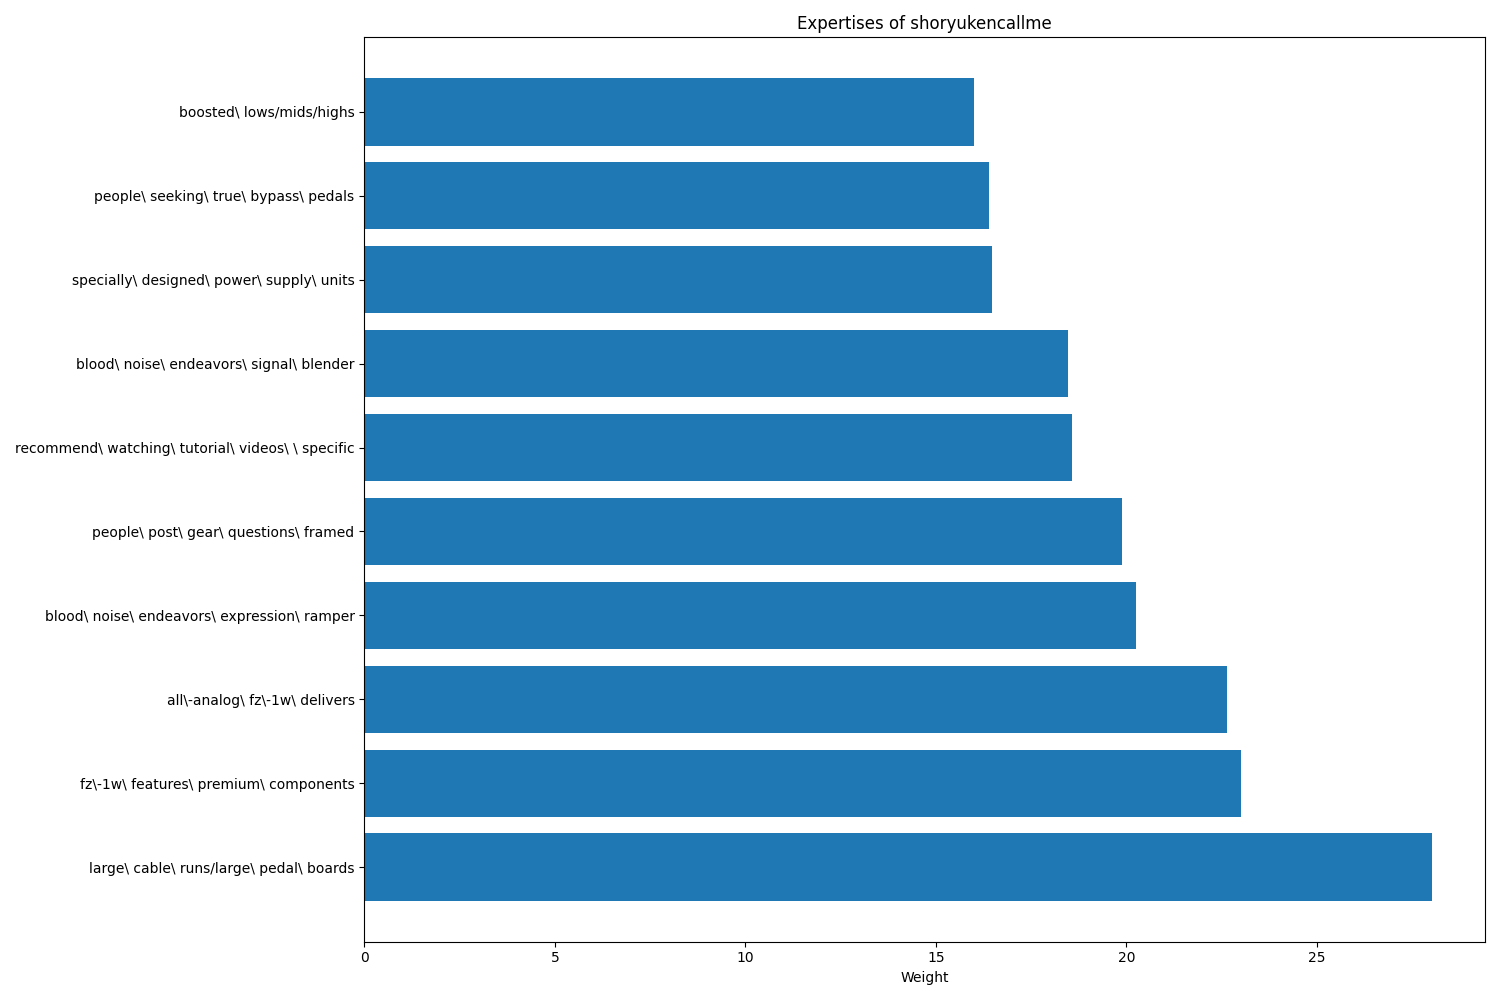 Expertises of shoryukencallme
boosted\ lows/mids/highs
people\ seeking\ true\ bypass\ pedals
specially\ designed\ power\ supply\ units
blood\ noise\ endeavors\ signal\ blender
recommend\ watching\ tutorial\ videos\ \ specific
people\ post\ gear\ questions\ framed
blood\ noise\ endeavors\ expression\ ramper
all\-analog\ fz\-1w\ delivers
fz\-1w\ features\ premium\ components
large\ cable\ runs/large\ pedal\ boards
0 5 10 15 20 25
Weight